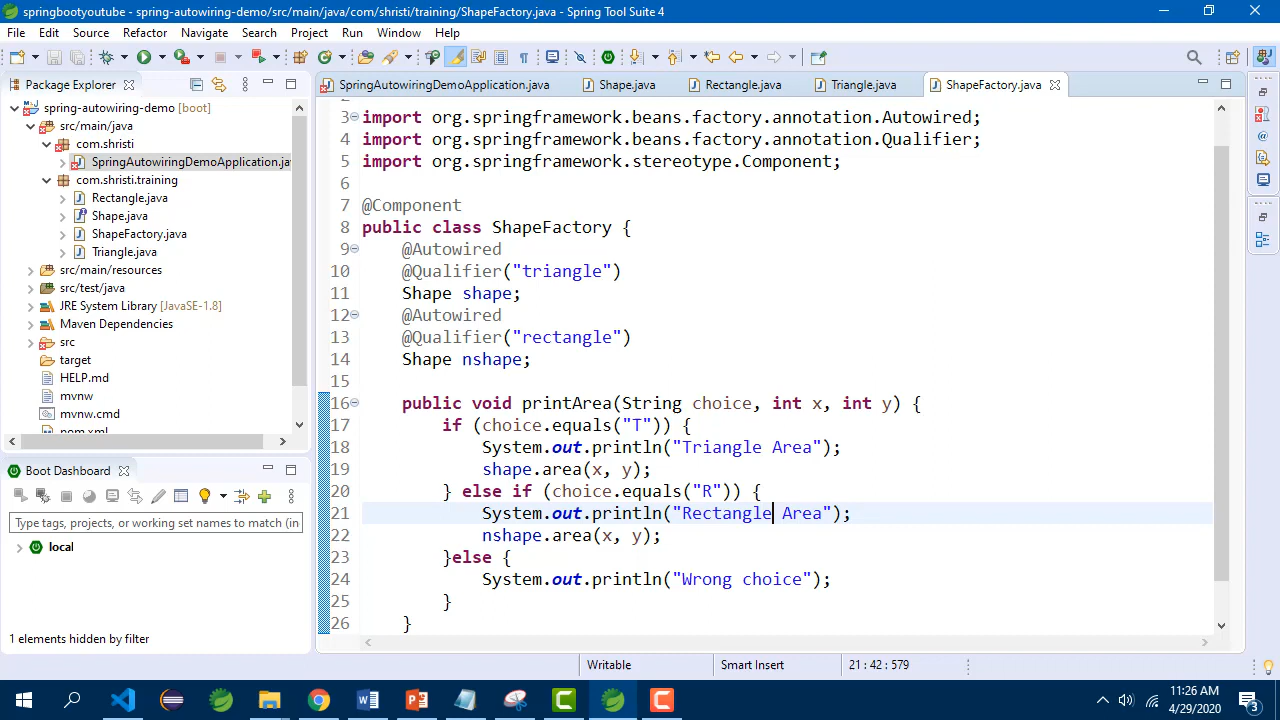 springbootyoutube - spring-autowiring-demo/src/main/java/com/shristi/training/ShapeFactory.java - Spring Tool Suite 4
File Edit Source Refactor Navigate Search Project Run Window Help
Package Explorer
spring-autowiring-demo [boot]
src/main/java
com.shristi
SpringAutowiringDemoApplication.ja
com.shristi.training
Rectangle.java
Shape.java
ShapeFactory.java
Triangle.java
src/main/resources
src/test/java
JRE System Library [JavaSE-1.8]
Maven Dependencies
src
target
HELP.md
mvnw
mvnw.cmd
pom.xml
Boot Dashboard
Type tags, projects, or working set names to match (in
local
1 elements hidden by filter
SpringAutowiringDemoApplication.java Shape.java Rectangle.java Triangle.java ShapeFactory.java
2
3 import org.springframework.beans.factory.annotation.Autowired;
4 import org.springframework.beans.factory.annotation.Qualifier;
5 import org.springframework.stereotype.Component;
6
7 @Component
8 public class ShapeFactory {
9 @Autowired
10 @Qualifier("triangle")
11 Shape shape;
12 @Autowired
13 @Qualifier("rectangle")
14 Shape nshape;
15
16 public void printArea(String choice, int x, int y) {
17 if (choice.equals("T")) {
18 System.out.println("Triangle Area");
19 shape.area(x, y);
20 } else if (choice.equals("R")) {
21 System.out.println("Rectangle Area");
22 nshape.area(x, y);
23 }else {
24 System.out.println("Wrong choice");
25 }
26 }
Writable Smart Insert 21 : 42 : 579
11:26 AM
4/29/2020
3